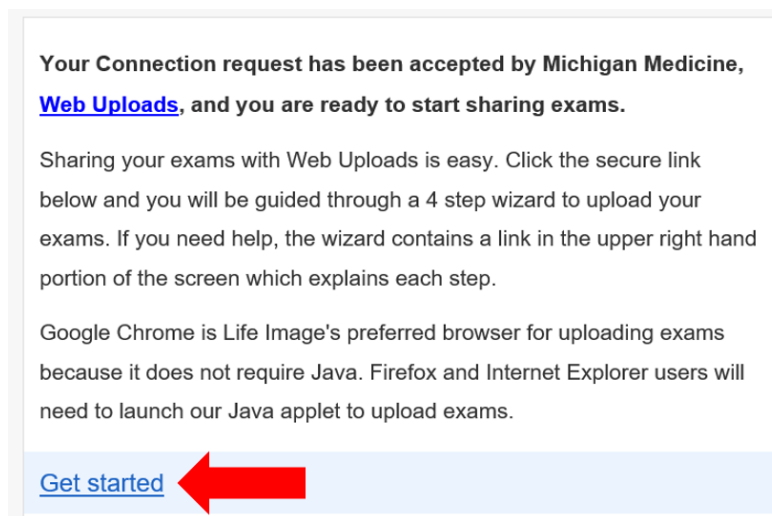 Your Connection request has been accepted by Michigan Medicine,
Web Uploads, and you are ready to start sharing exams.
Sharing your exams with Web Uploads is easy. Click the secure link
below and you will be guided through a 4 step wizard to upload your
exams. If you need help, the wizard contains a link in the upper right hand
portion of the screen which explains each step.
Google Chrome is Life Image's preferred browser for uploading exams
because it does not require Java. Firefox and Internet Explorer users will
need to launch our Java applet to upload exams.
Get started